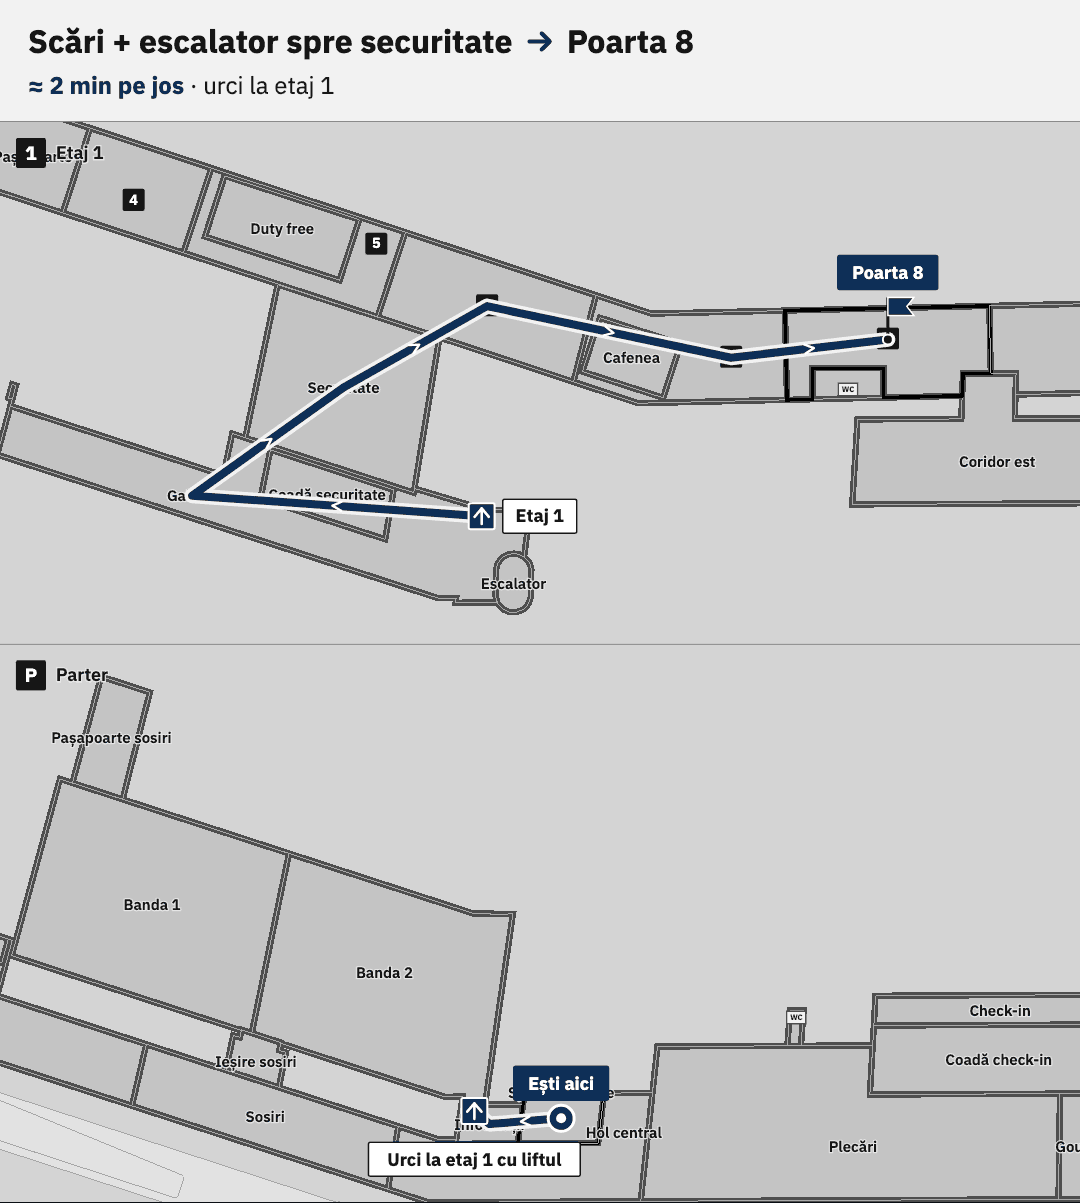 Scări + escalator spre securitate → Poarta 8
≈ 2 min pe jos · urci la etaj 1
1 Etaj 1
4
Duty free
5
Poarta 8
Cafenea
WC
Securitate
Coridor est
Coadă securitate
Etaj 1
Escalator
P Parter
Pașapoarte sosiri
Banda 1
Banda 2
WC
Check-in
Coadă check-in
Ieșire sosiri
Ești aici
Sosiri
Hol central
Plecări
Urci la etaj 1 cu liftul